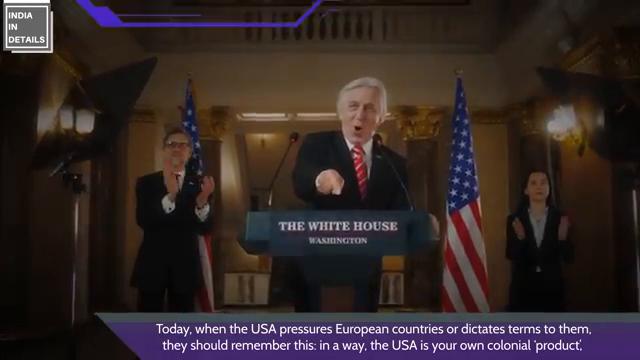 INDIA
IN
DETAILS
THE WHITE HOUSE
WASHINGTON
Today, when the USA pressures European countries or dictates terms to them,
they should remember this: in a way, the USA is your own colonial 'product',